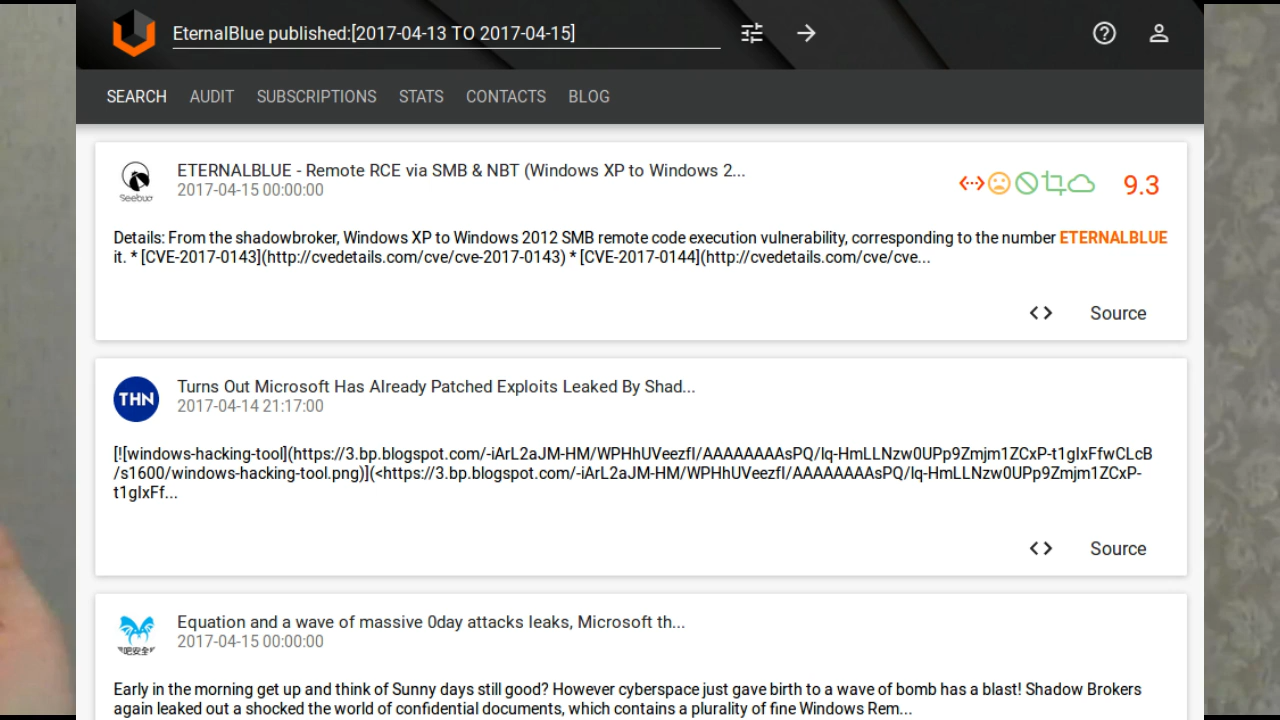 EternalBlue published:[2017-04-13 TO 2017-04-15]
SEARCH AUDIT SUBSCRIPTIONS STATS CONTACTS BLOG
ETERNALBLUE - Remote RCE via SMB & NBT (Windows XP to Windows 2...
2017-04-15 00:00:00
Seebug
9.3
Details: From the shadowbroker, Windows XP to Windows 2012 SMB remote code execution vulnerability, corresponding to the number ETERNALBLUE
it. * [CVE-2017-0143](http://cvedetails.com/cve/cve-2017-0143) * [CVE-2017-0144](http://cvedetails.com/cve/cve...
Source
THN
Turns Out Microsoft Has Already Patched Exploits Leaked By Shad...
2017-04-14 21:17:00
[![windows-hacking-tool](https://3.bp.blogspot.com/-iArL2aJM-HM/WPHhUVeezfI/AAAAAAAAsPQ/Iq-HmLLNzw0UPp9Zmjm1ZCxP-t1gIxFfwCLcB
/s1600/windows-hacking-tool.png)](<https://3.bp.blogspot.com/-iArL2aJM-HM/WPHhUVeezfI/AAAAAAAAsPQ/Iq-HmLLNzw0UPp9Zmjm1ZCxP-
t1gIxFf...
Source
Equation and a wave of massive 0day attacks leaks, Microsoft th...
2017-04-15 00:00:00
吧安全
Early in the morning get up and think of Sunny days still good? However cyberspace just gave birth to a wave of bomb has a blast! Shadow Brokers
again leaked out a shocked the world of confidential documents, which contains a plurality of fine Windows Rem...